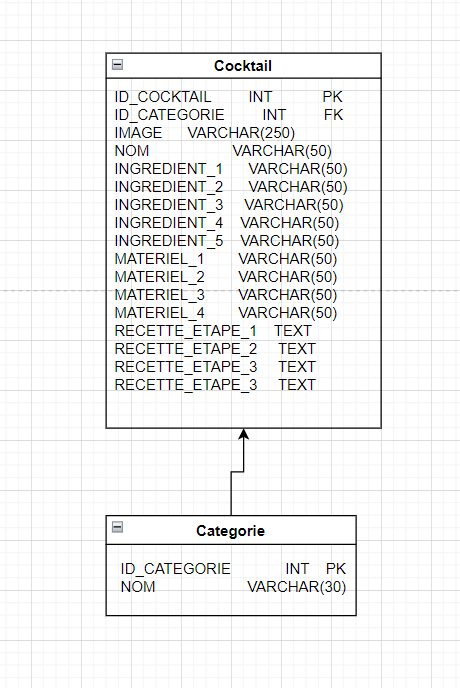 Cocktail
ID_COCKTAIL INT PK
ID_CATEGORIE INT FK
IMAGE VARCHAR(250)
NOM VARCHAR(50)
INGREDIENT_1 VARCHAR(50)
INGREDIENT_2 VARCHAR(50)
INGREDIENT_3 VARCHAR(50)
INGREDIENT_4 VARCHAR(50)
INGREDIENT_5 VARCHAR(50)
MATERIEL_1 VARCHAR(50)
MATERIEL_2 VARCHAR(50)
MATERIEL_3 VARCHAR(50)
MATERIEL_4 VARCHAR(50)
RECETTE_ETAPE_1 TEXT
RECETTE_ETAPE_2 TEXT
RECETTE_ETAPE_3 TEXT
RECETTE_ETAPE_3 TEXT
Categorie
ID_CATEGORIE INT PK
NOM VARCHAR(30)